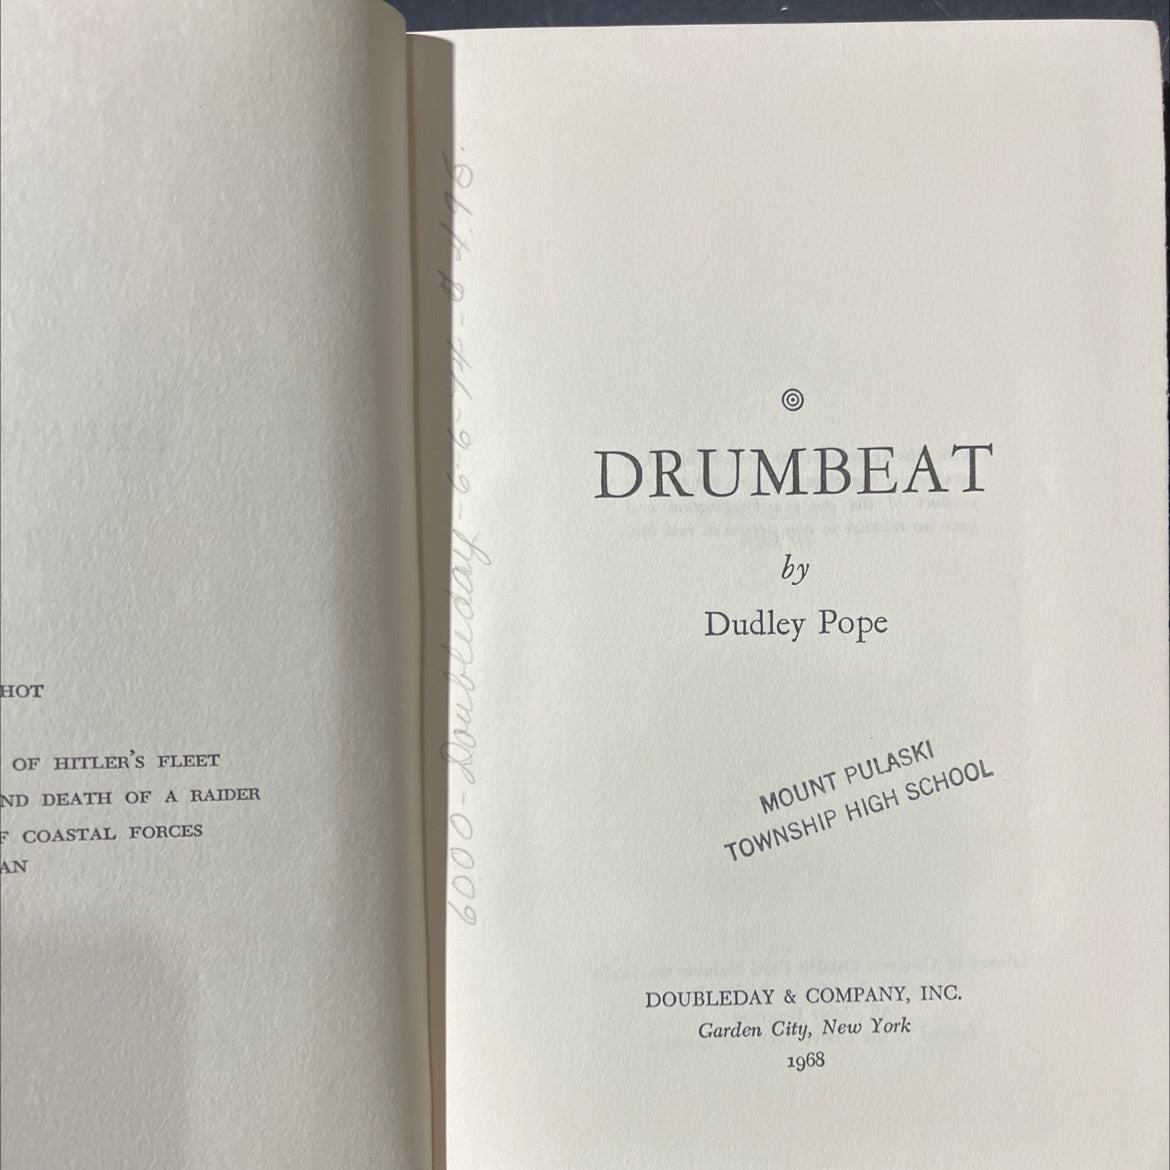 HOT
OF HITLER'S FLEET
ND DEATH OF A RAIDER
F COASTAL FORCES
AN
6000-Doubleday-6-6-74-$4.95.
DRUMBEAT
by
Dudley Pope
MOUNT PULASKI
TOWNSHIP HIGH SCHOOL
DOUBLEDAY & COMPANY, INC.
Garden City, New York
1968